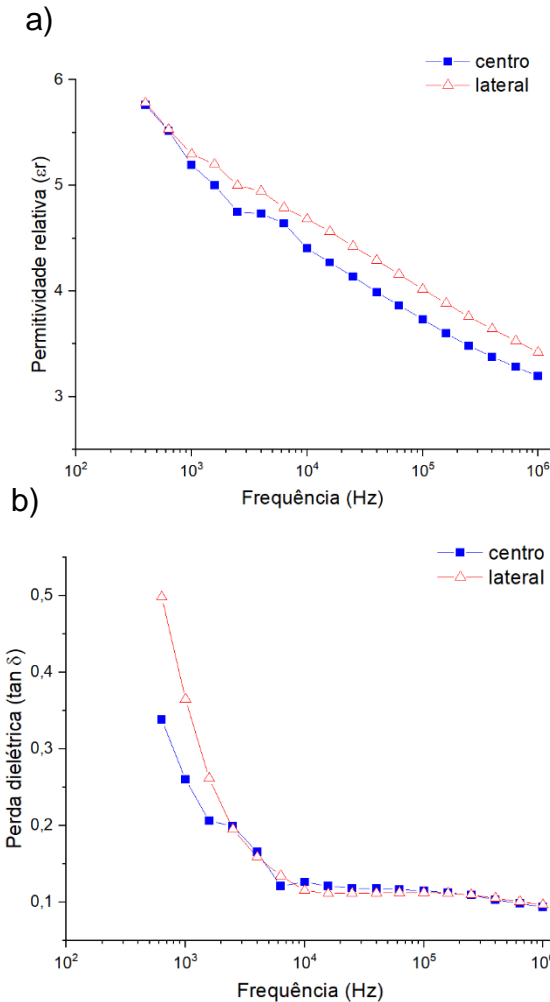 a)
centro
lateral
6
5
4
3
Permitividade relativa (εr)
10² 10³ 10⁴ 10⁵ 10⁶
Frequência (Hz)
b)
centro
lateral
0,5
0,4
0,3
0,2
0,1
Perda dielétrica (tan δ)
10² 10³ 10⁴ 10⁵ 10⁶
Frequência (Hz)